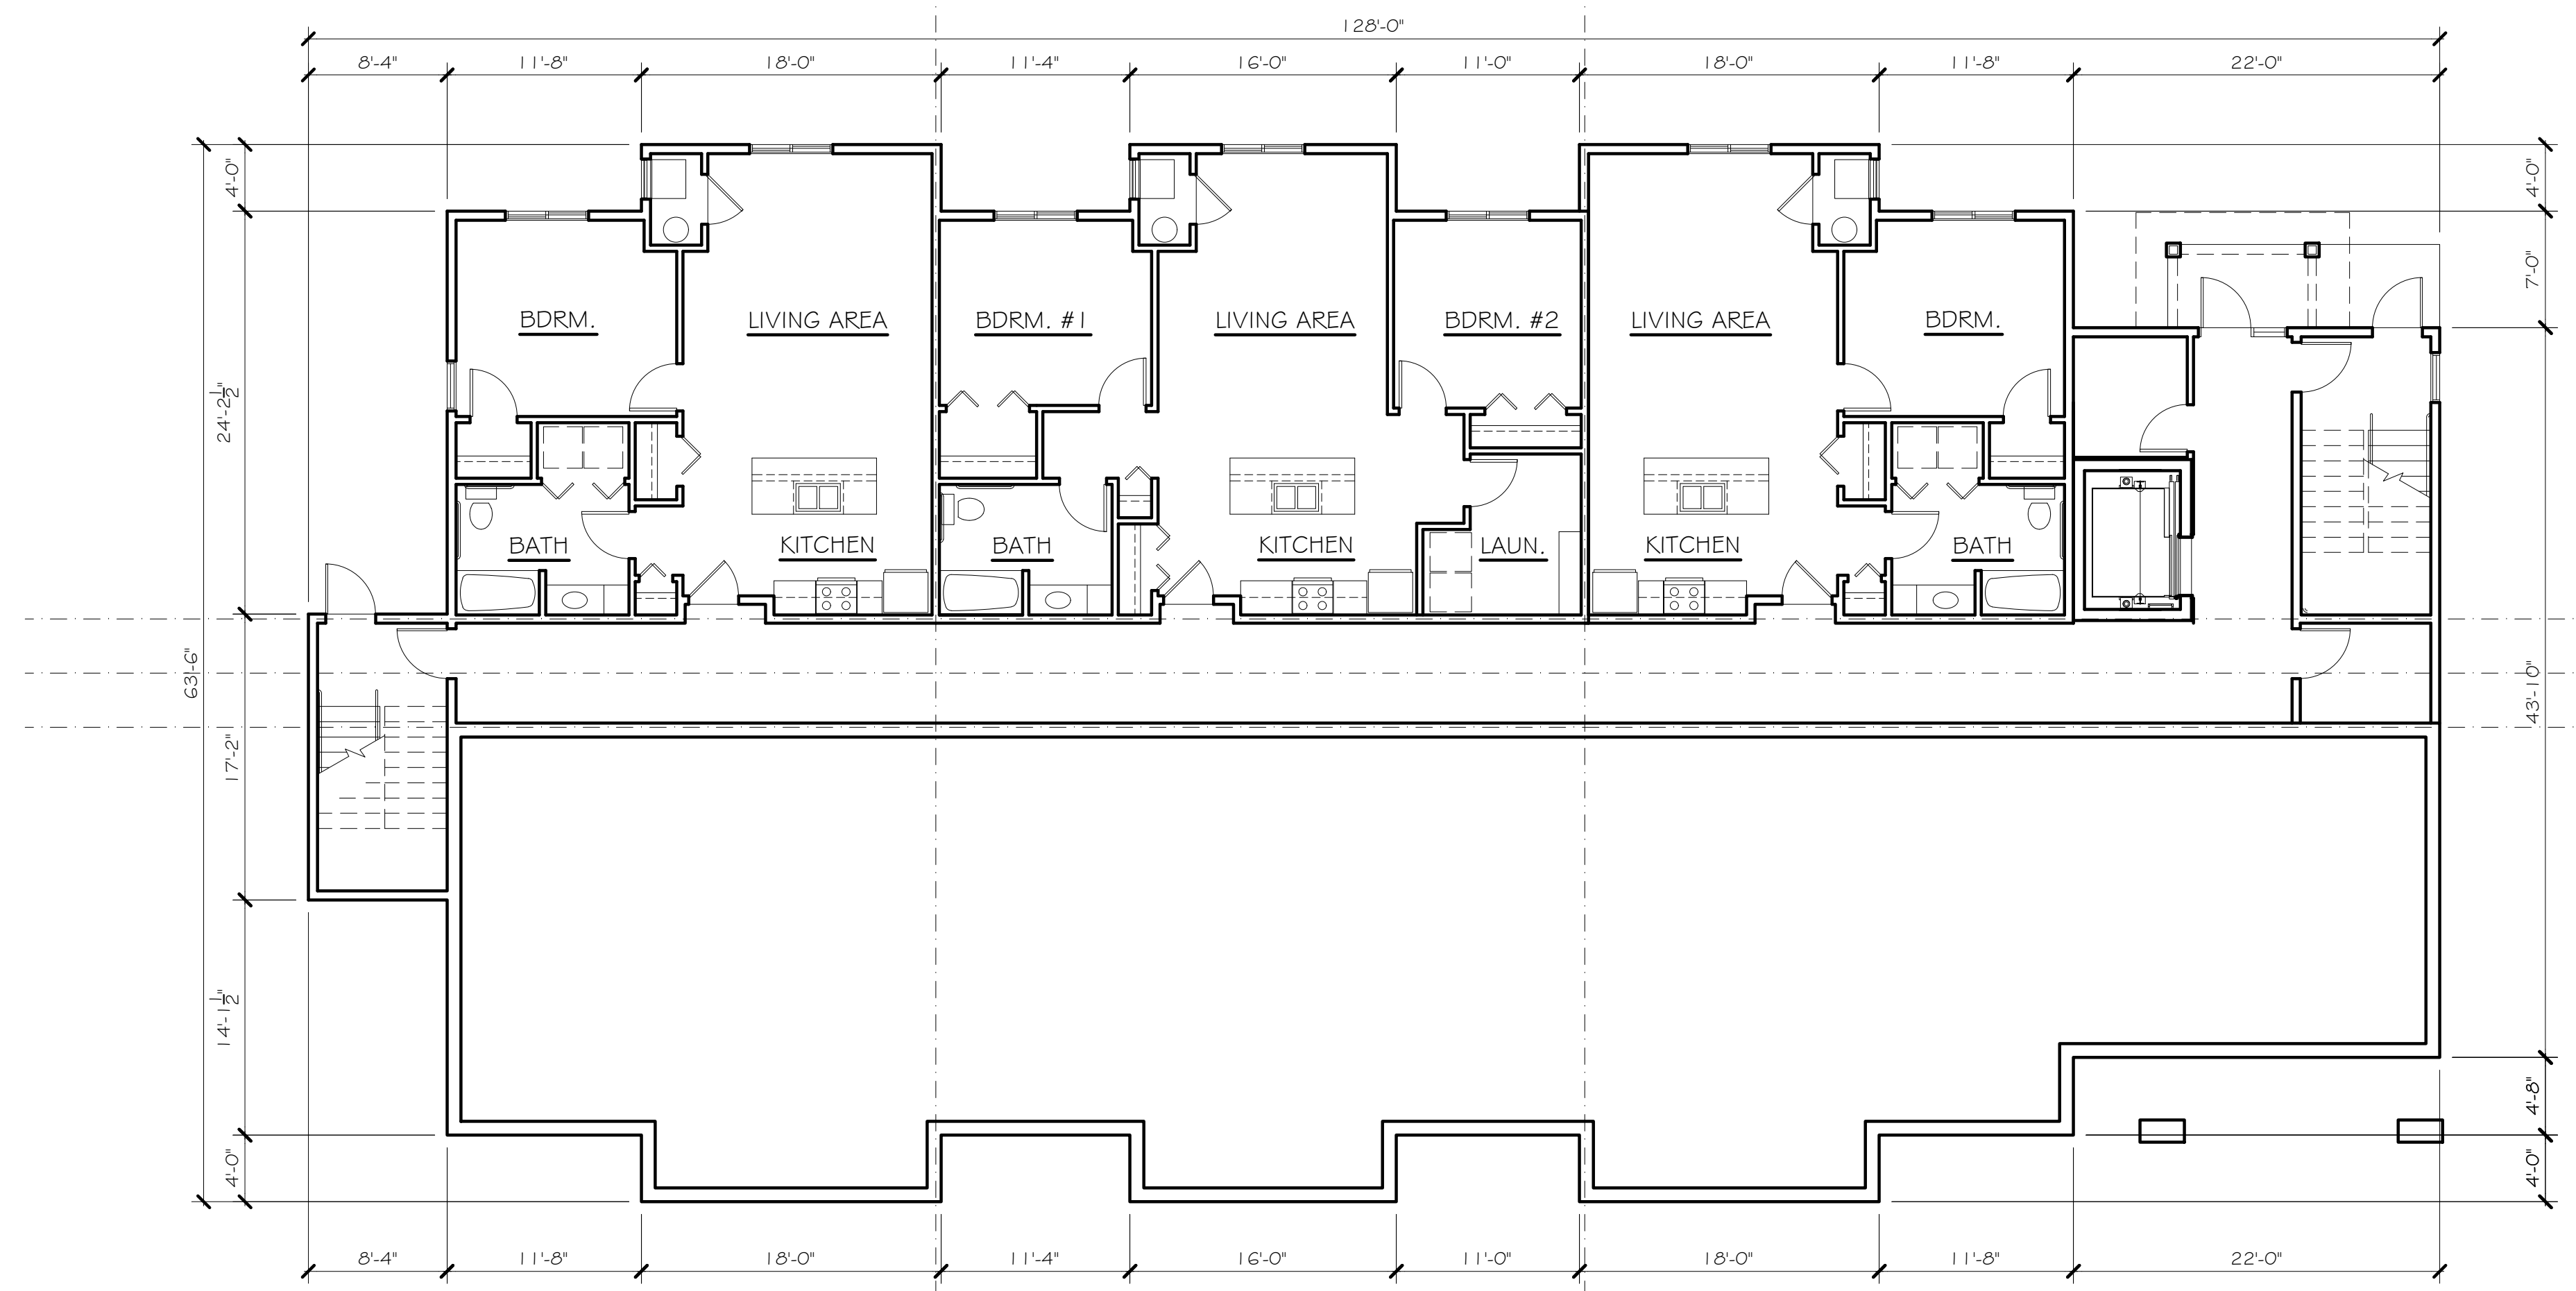 128'-0"
8'-4" 11'-8" 18'-0" 11'-4" 16'-0" 11'-0" 18'-0" 11'-8" 22'-0"
4'-0" 4'-0"
7'-0"
BDRM. LIVING AREA BDRM. #1 LIVING AREA BDRM. #2 LIVING AREA BDRM.
24'-2 1/2"
BATH KITCHEN BATH KITCHEN LAUN. KITCHEN BATH
63'-6" 43'-10"
17'-2"
14'-1 1/2"
4'-8"
4'-0" 4'-0"
8'-4" 11'-8" 18'-0" 11'-4" 16'-0" 11'-0" 18'-0" 11'-8" 22'-0"